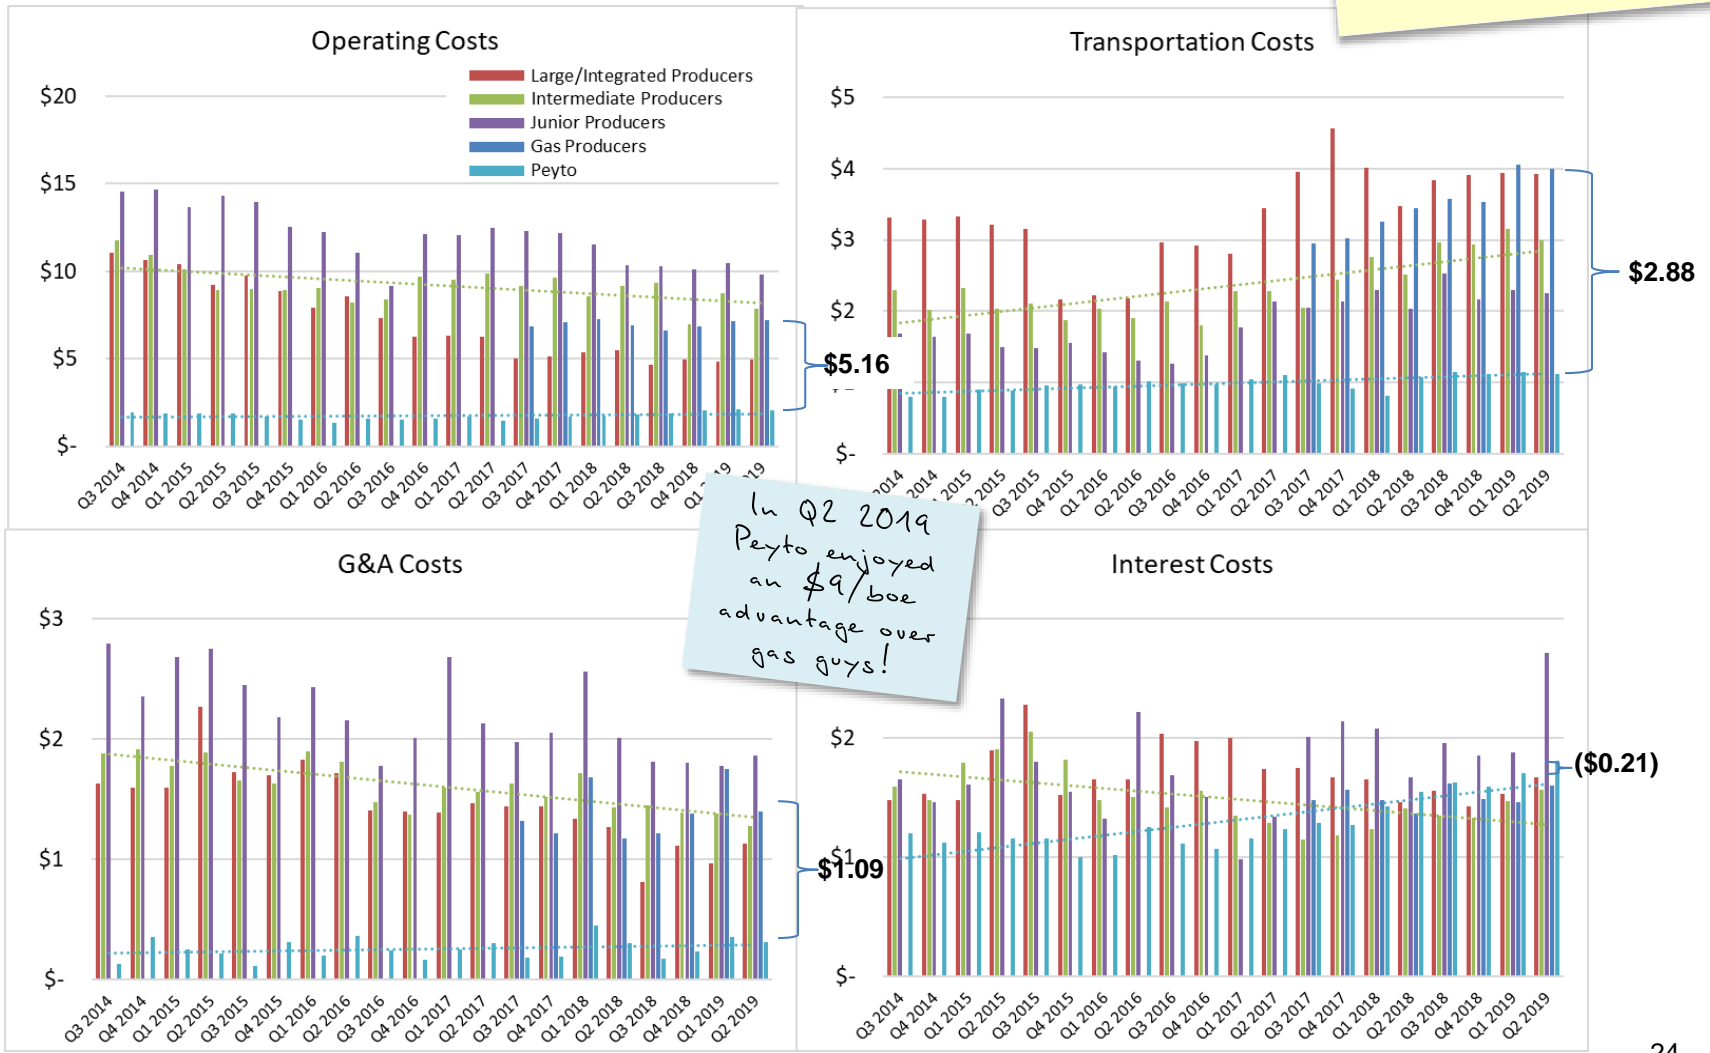 Operating Costs
Large/Integrated Producers
Intermediate Producers
Junior Producers
Gas Producers
Peyto
$20
$15
$10
$5
$-
$5.16
Q3 2014
Q4 2014
Q1 2015
Q2 2015
Q3 2015
Q4 2015
Q1 2016
Q2 2016
Q3 2016
Q4 2016
Q1 2017
Q2 2017
Q3 2017
Q4 2017
Q1 2018
Q2 2018
Q3 2018
Q4 2018
Transportation Costs
$5
$4
$3
$2
$-
$2.88
2014
2014
2015
2015
Q3 2015
Q4 2015
Q1 2016
Q2 2016
Q3 2016
Q4 2016
Q1 2017
Q2 2017
Q3 2017
Q4 2017
Q1 2018
Q2 2018
Q3 2018
Q4 2018
Q1 2019
Q2 2019
In Q2 2019
Peyto enjoyed
an $9/boe
advantage over
gas guys!
G&A Costs
$3
$2
$1
$-
$1.09
Q3 2014
Q4 2014
Q1 2015
Q2 2015
Q3 2015
Q4 2015
Q1 2016
Q2 2016
Q3 2016
Q4 2016
Q1 2017
Q2 2017
Q3 2017
Q4 2017
Q1 2018
Q2 2018
Q3 2018
Q4 2018
Q1 2019
Q2 2019
Interest Costs
$2
$1
$-
($0.21)
Q3 2014
Q4 2014
Q1 2015
Q2 2015
Q3 2015
Q4 2015
Q1 2016
Q2 2016
Q3 2016
Q4 2016
Q1 2017
Q2 2017
Q3 2017
Q4 2017
Q1 2018
Q2 2018
Q3 2018
Q4 2018
Q1 2019
Q2 2019
24